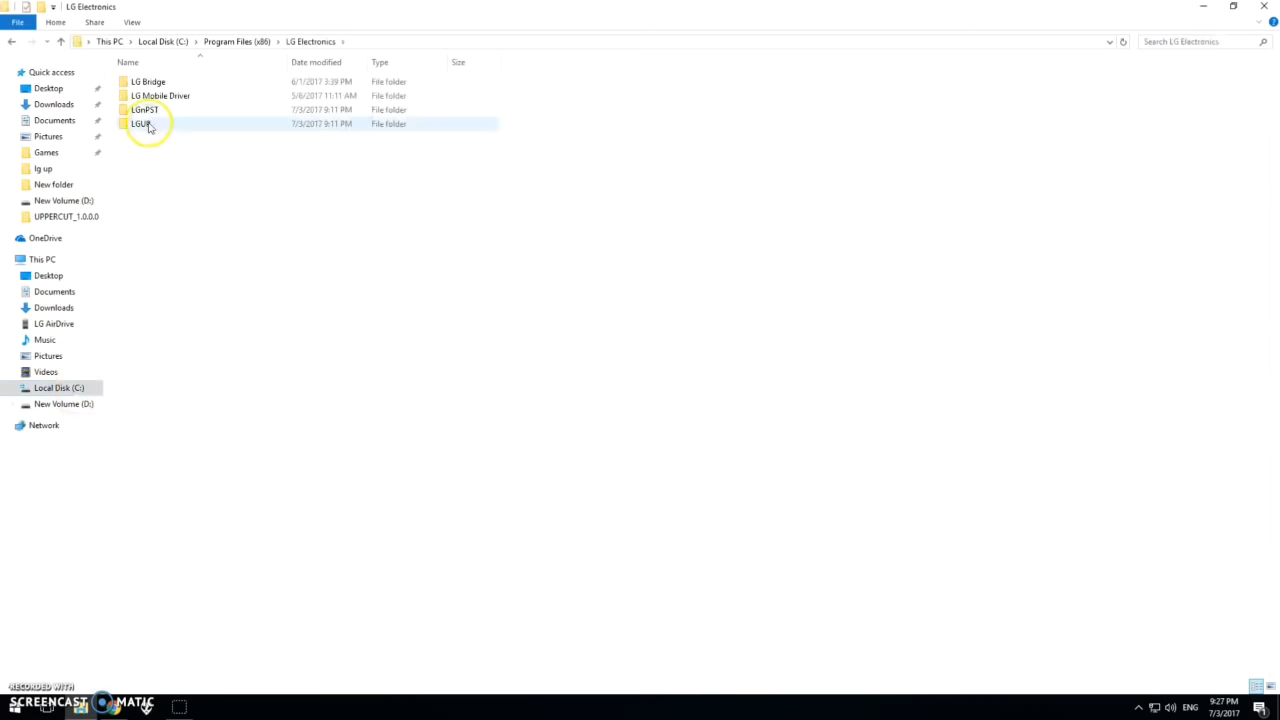 LG Electronics
File
Home
Share
View
This PC
Local Disk (C:)
Program Files (x86)
LG Electronics
Search LG Electronics
Name
Date modified
Type
Size
LG Bridge
6/1/2017 3:39 PM
File folder
LG Mobile Driver
5/6/2017 11:11 AM
File folder
LGnPST
7/3/2017 9:11 PM
File folder
LGUP
7/3/2017 9:11 PM
File folder
Quick access
Desktop
Downloads
Documents
Pictures
Games
lg up
New folder
New Volume (D:)
UPPERCUT_1.0.0.0
OneDrive
This PC
Desktop
Documents
Downloads
LG AirDrive
Music
Pictures
Videos
Local Disk (C:)
New Volume (D:)
Network
RECORDED WITH
SCREENCAST MATIC
ENG
9:27 PM
7/3/2017